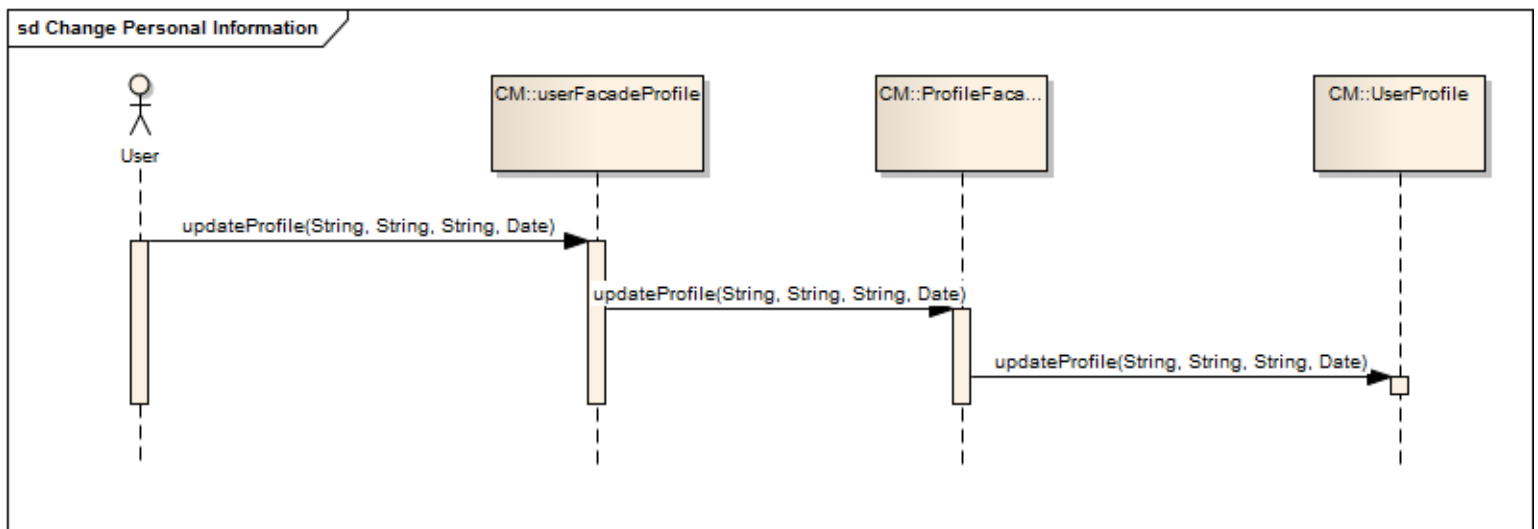 sd Change Personal Information
User
CM::userFacadeProfile
CM::ProfileFaca...
CM::UserProfile
updateProfile(String, String, String, Date)
updateProfile(String, String, String, Date)
updateProfile(String, String, String, Date)